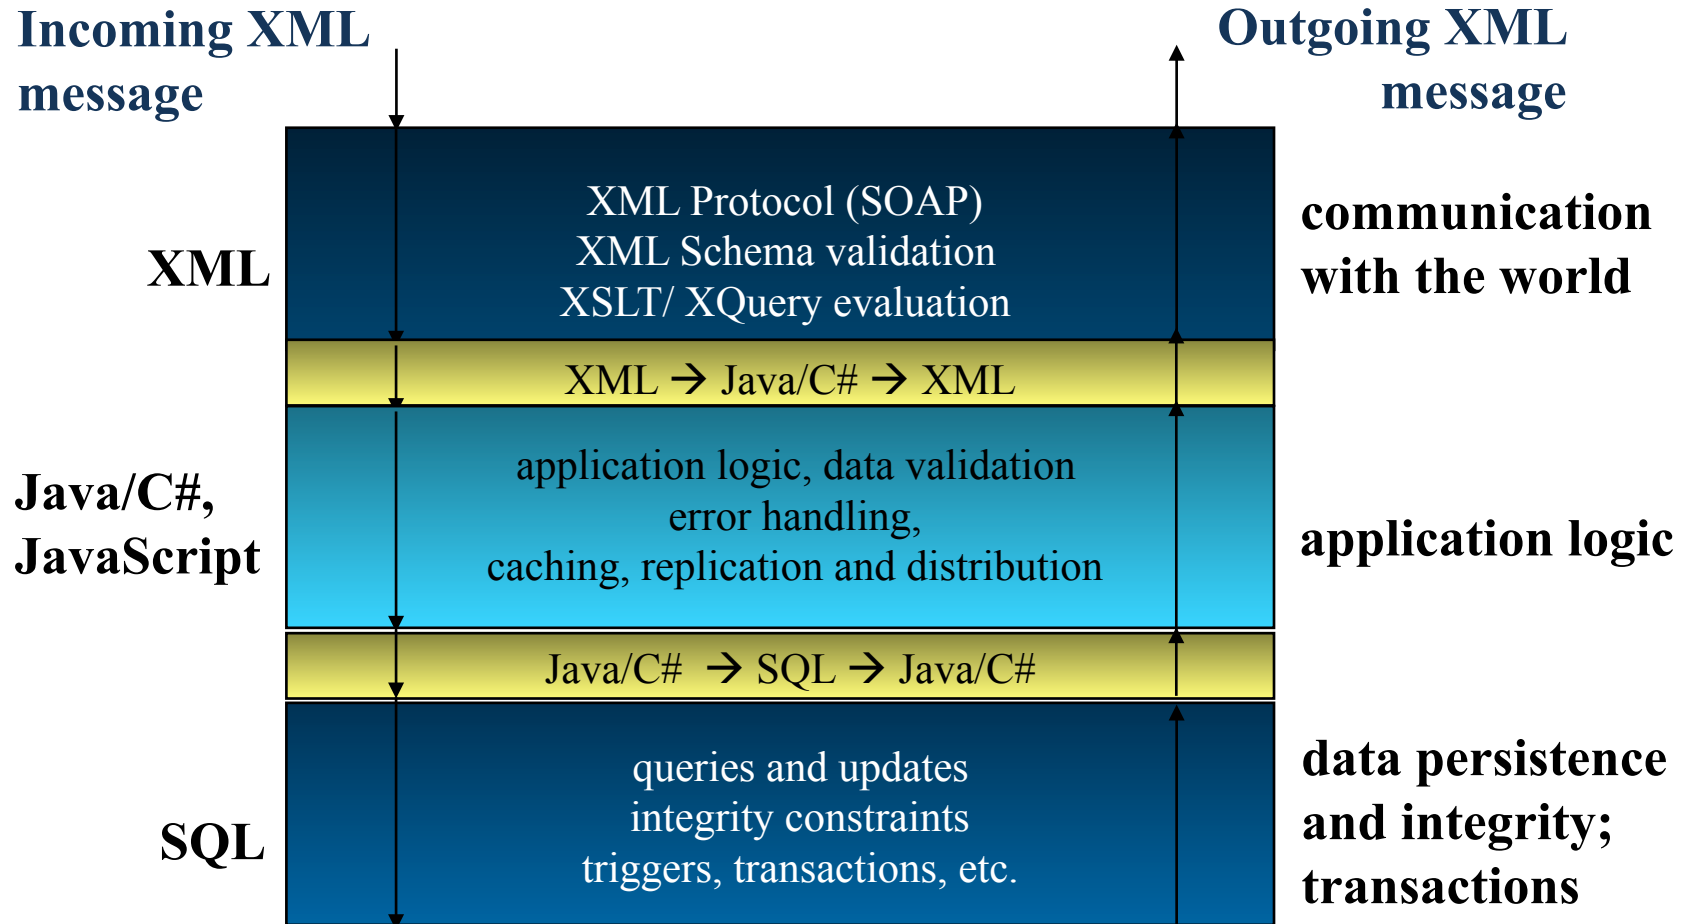 Incoming XML
message
Outgoing XML
message
XML
XML Protocol (SOAP)
XML Schema validation
XSLT/ XQuery evaluation
communication
with the world
XML → Java/C# → XML
Java/C#,
JavaScript
application logic, data validation
error handling,
caching, replication and distribution
application logic
Java/C# → SQL → Java/C#
SQL
queries and updates
integrity constraints
triggers, transactions, etc.
data persistence
and integrity;
transactions